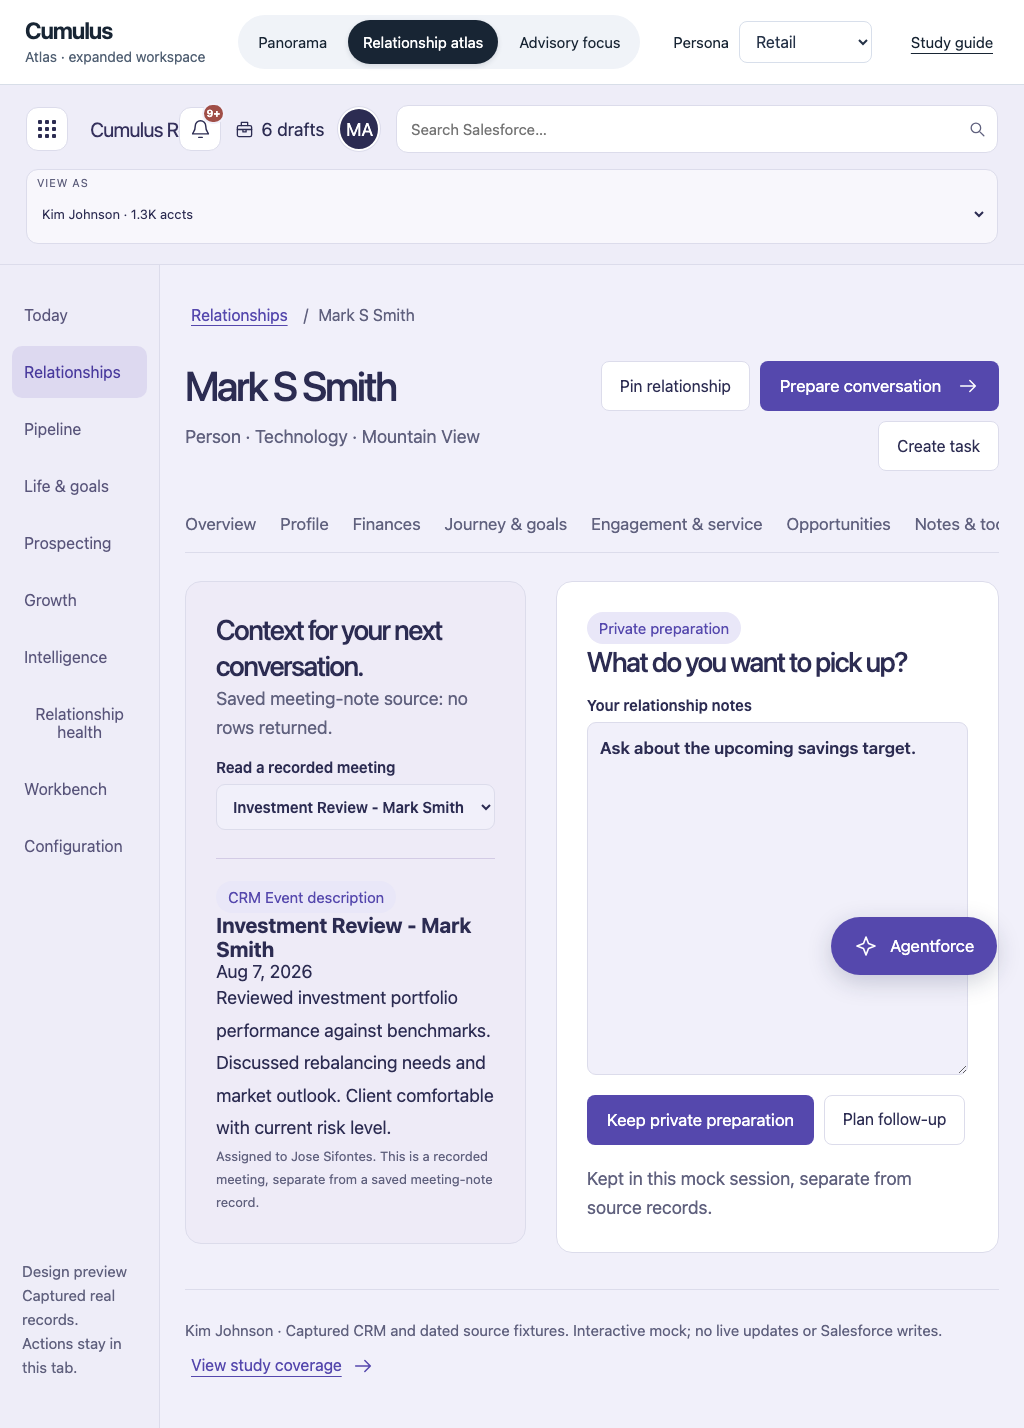 Cumulus
Atlas · expanded workspace
Panorama
Relationship atlas
Advisory focus
Persona
Retail
Study guide
Cumulus R
9+
6 drafts
MA
Search Salesforce...
VIEW AS
Kim Johnson · 1.3K accts
Today
Relationships
Pipeline
Life & goals
Prospecting
Growth
Intelligence
Relationship
health
Workbench
Configuration
Design preview
Captured real
records.
Actions stay in
this tab.
Relationships / Mark S Smith
Mark S Smith
Person · Technology · Mountain View
Pin relationship
Prepare conversation
Create task
Overview
Profile
Finances
Journey & goals
Engagement & service
Opportunities
Notes &
Context for your next
conversation.
Saved meeting-note source: no
rows returned.
Read a recorded meeting
Investment Review - Mark Smith
CRM Event description
Investment Review - Mark
Smith
Aug 7, 2026
Reviewed investment portfolio
performance against benchmarks.
Discussed rebalancing needs and
market outlook. Client comfortable
with current risk level.
Assigned to Jose Sifontes. This is a recorded
meeting, separate from a saved meeting-note
record.
Private preparation
What do you want to pick up?
Your relationship notes
Ask about the upcoming savings target.
Agentforce
Keep private preparation
Plan follow-up
Kept in this mock session, separate from
source records.
Kim Johnson · Captured CRM and dated source fixtures. Interactive mock; no live updates or Salesforce writes.
View study coverage